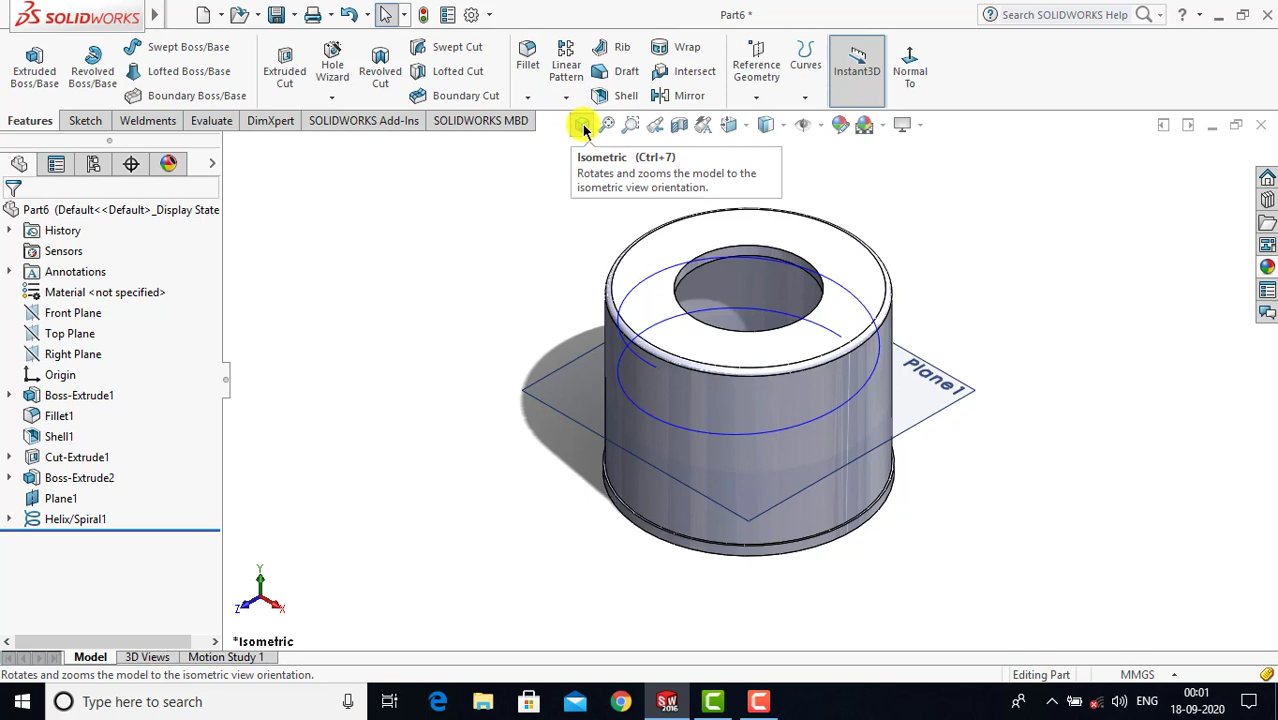 SOLIDWORKS
Part6 *
Search SOLIDWORKS Help
Extruded Boss/Base
Revolved Boss/Base
Swept Boss/Base
Lofted Boss/Base
Boundary Boss/Base
Extruded Cut
Hole Wizard
Revolved Cut
Swept Cut
Lofted Cut
Boundary Cut
Fillet
Linear Pattern
Rib
Draft
Shell
Wrap
Intersect
Mirror
Reference Geometry
Curves
Instant3D
Normal To
Features
Sketch
Weldments
Evaluate
DimXpert
SOLIDWORKS Add-Ins
SOLIDWORKS MBD
Isometric (Ctrl+7)
Rotates and zooms the model to the
isometric view orientation.
Part6 (Default<<Default>_Display State
History
Sensors
Annotations
Material <not specified>
Front Plane
Top Plane
Right Plane
Origin
Boss-Extrude1
Fillet1
Shell1
Cut-Extrude1
Boss-Extrude2
Plane1
Helix/Spiral1
Plane1
Y
Z
X
*Isometric
Model
3D Views
Motion Study 1
Rotates and zooms the model to the isometric view orientation.
Editing Part
MMGS
Type here to search
SW
2016
ENG
00:01
18-09-2020